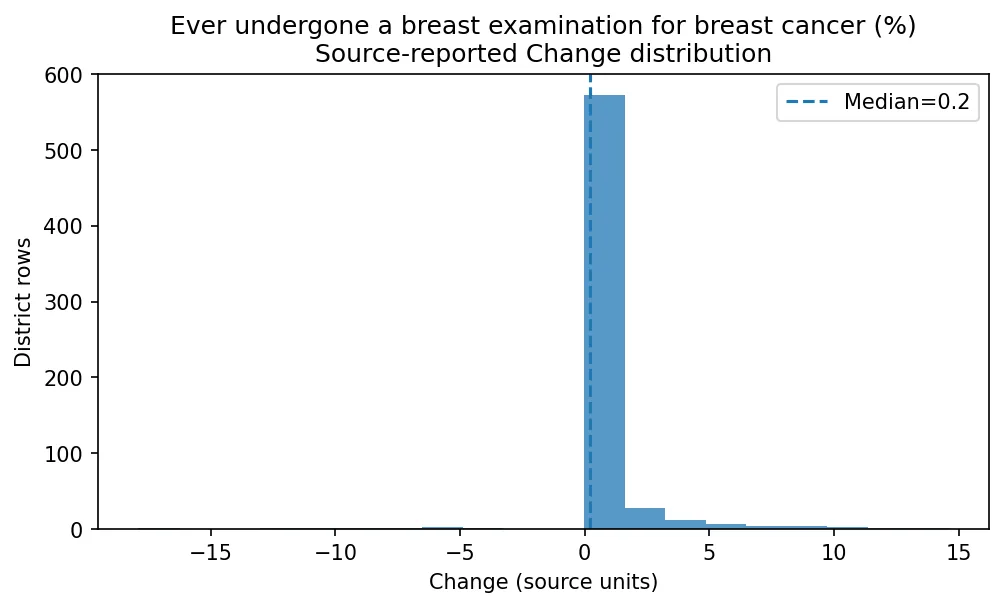 Ever undergone a breast examination for breast cancer (%)
Source-reported Change distribution
Median=0.2
District rows
600
500
400
300
200
100
0
−15
−10
−5
0
5
10
15
Change (source units)